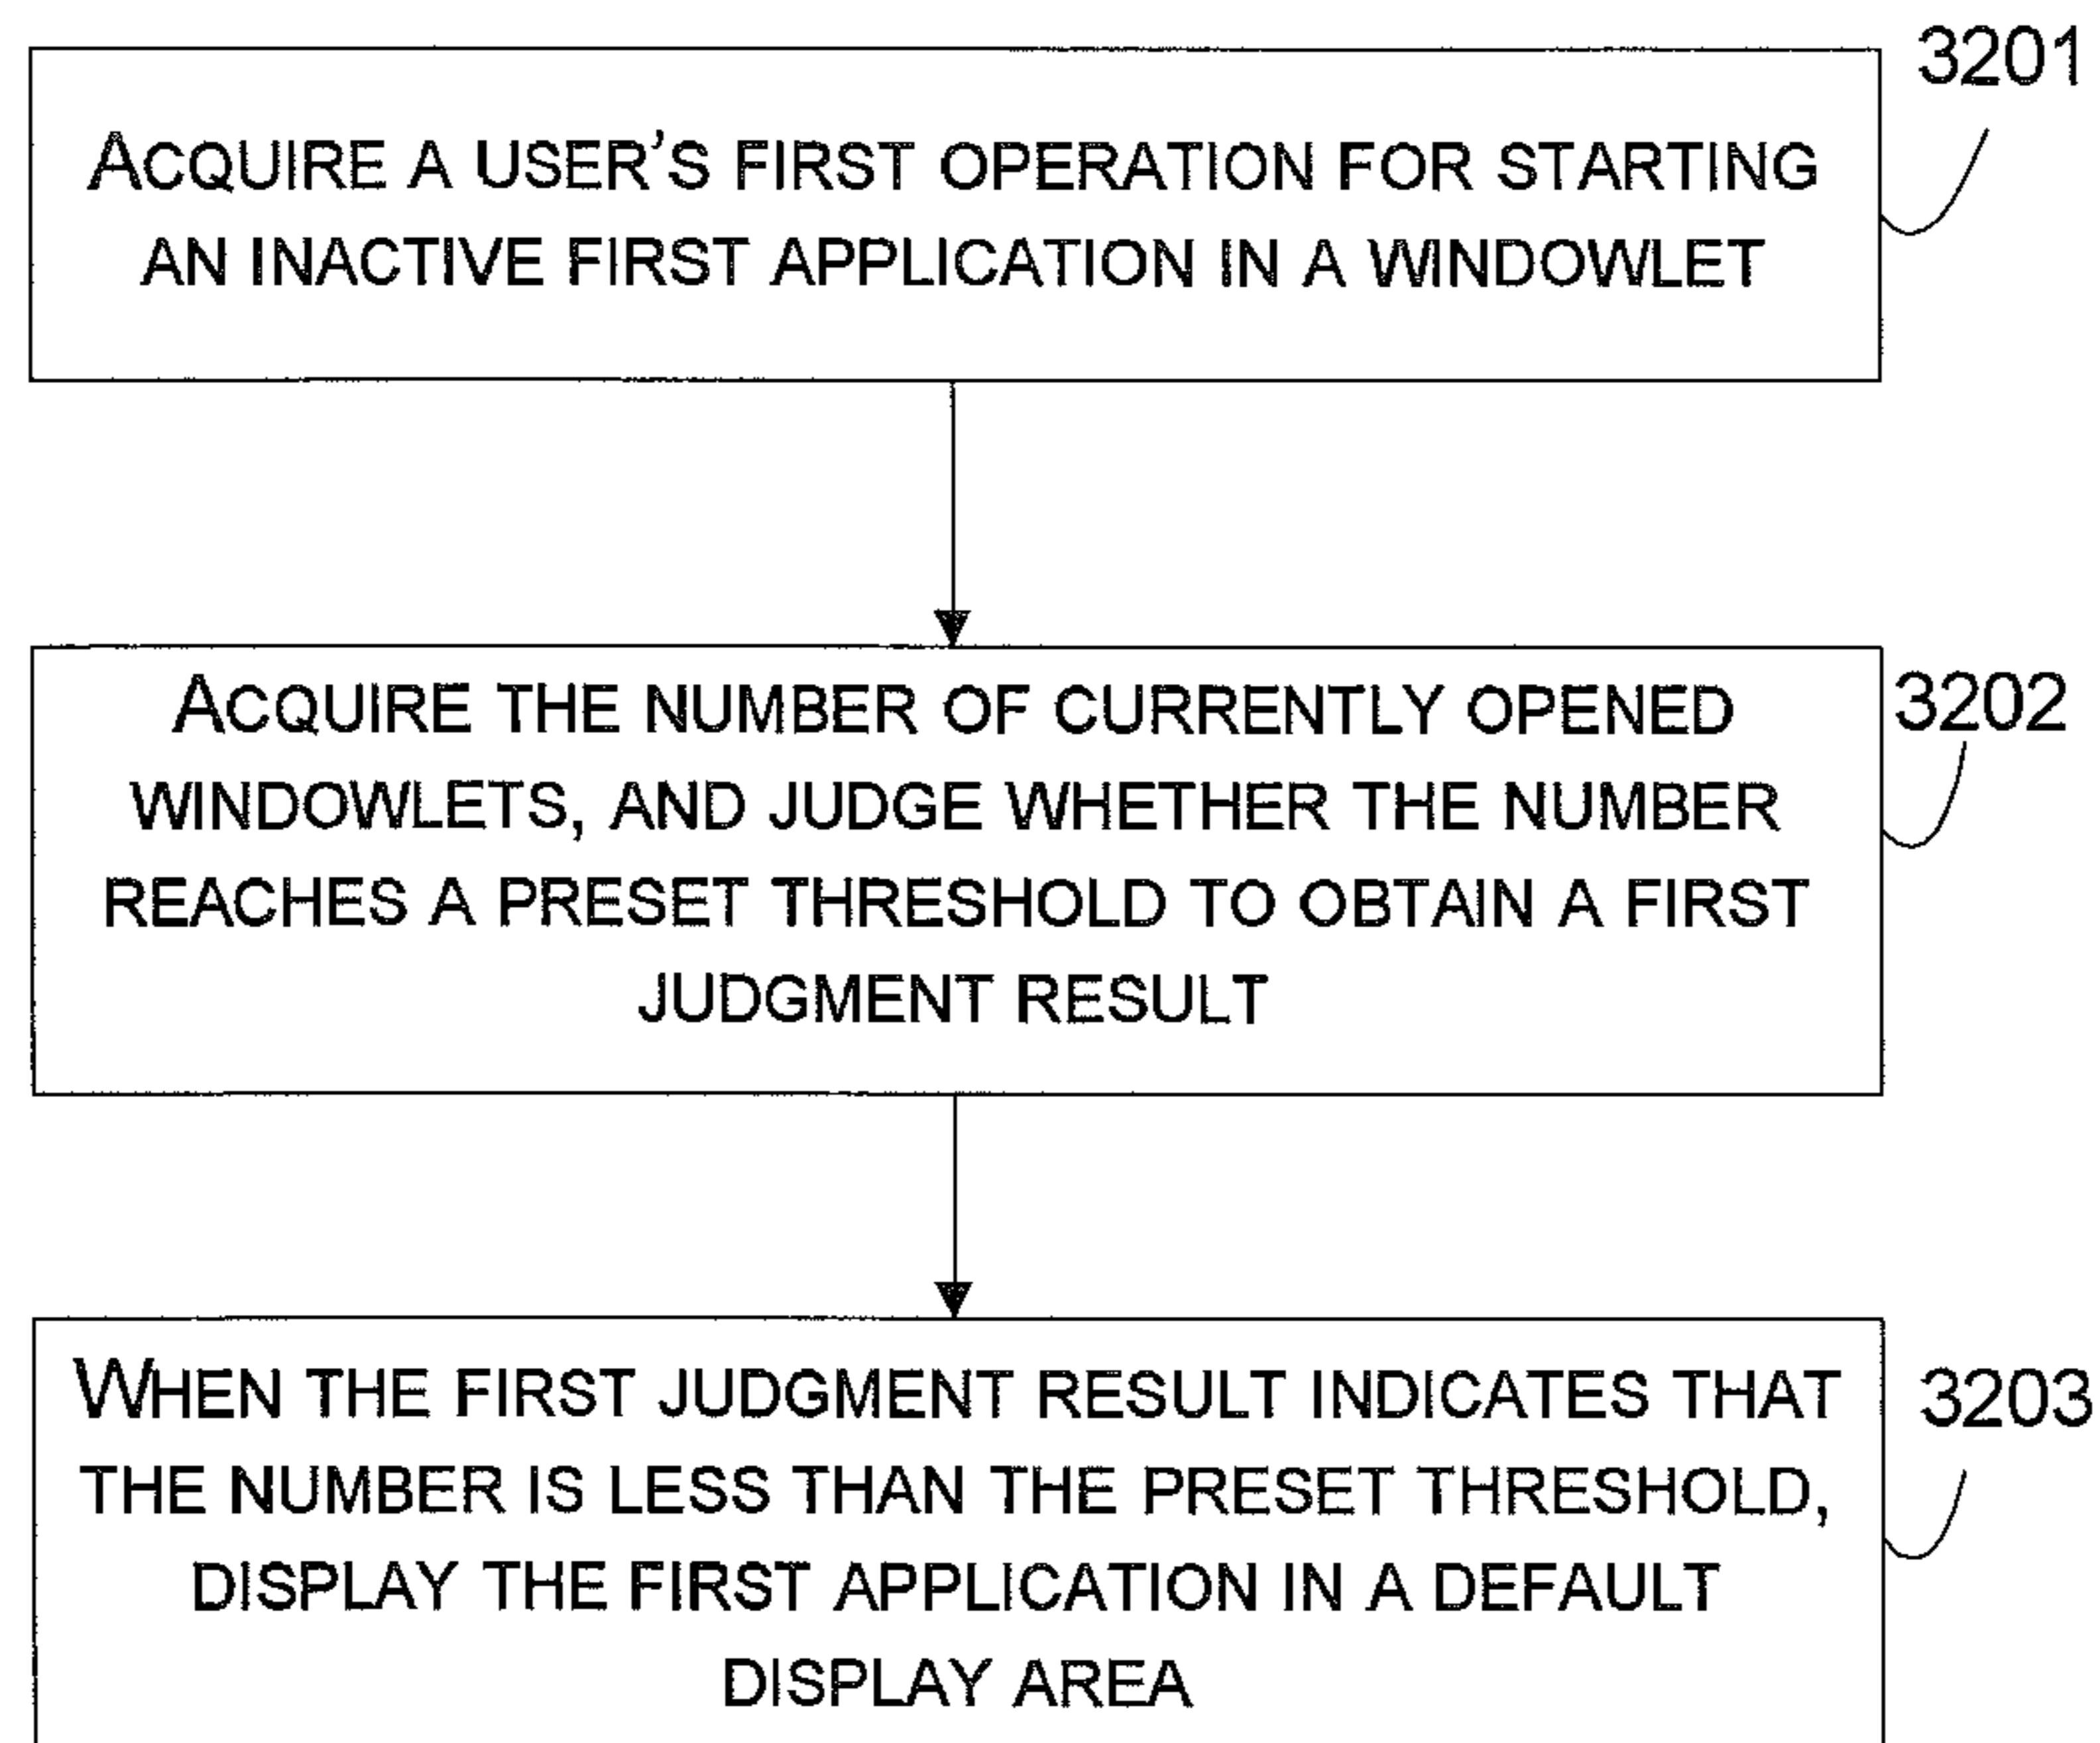 3201
ACQUIRE A USER'S FIRST OPERATION FOR STARTING
AN INACTIVE FIRST APPLICATION IN A WINDOWLET
3202
ACQUIRE THE NUMBER OF CURRENTLY OPENED
WINDOWLETS, AND JUDGE WHETHER THE NUMBER
REACHES A PRESET THRESHOLD TO OBTAIN A FIRST
JUDGMENT RESULT
3203
WHEN THE FIRST JUDGMENT RESULT INDICATES THAT
THE NUMBER IS LESS THAN THE PRESET THRESHOLD,
DISPLAY THE FIRST APPLICATION IN A DEFAULT
DISPLAY AREA